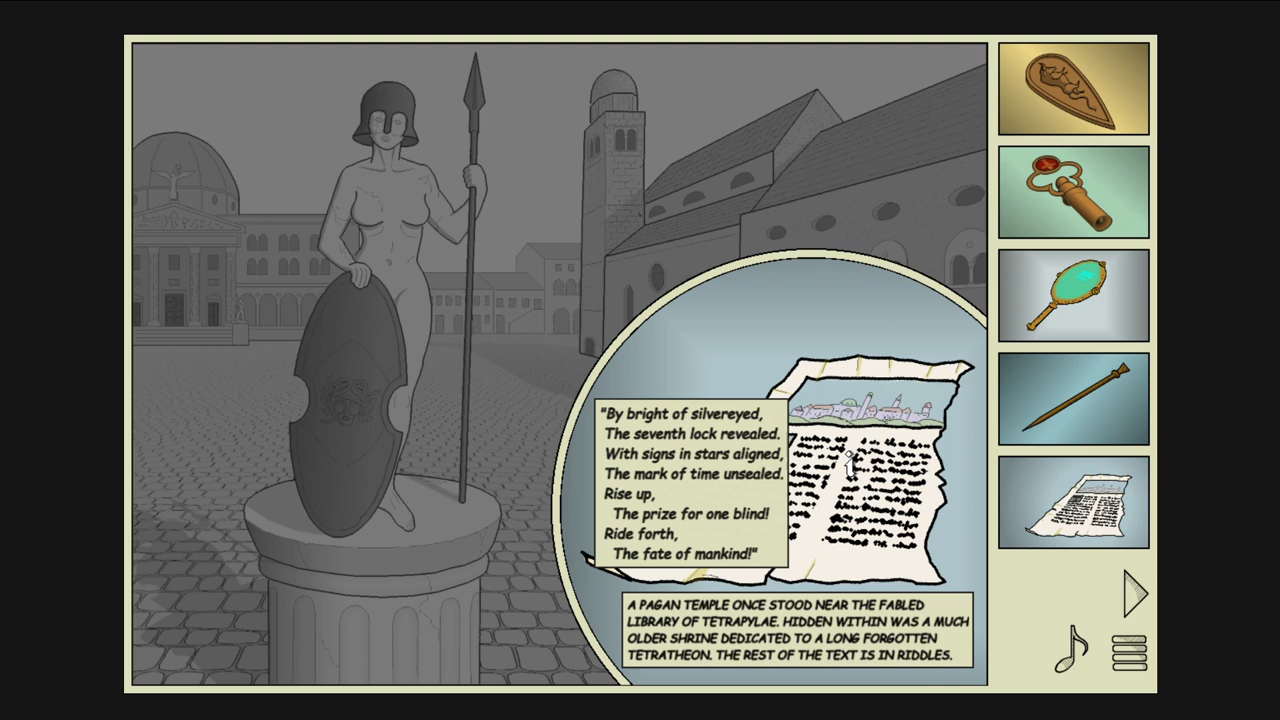 "By bright of silvereyed,
The seventh lock revealed.
With signs in stars aligned,
The mark of time unsealed.
Rise up,
The prize for one blind!
Ride forth,
The fate of mankind!"
A PAGAN TEMPLE ONCE STOOD NEAR THE FABLED
LIBRARY OF TETRAPYLAE. HIDDEN WITHIN WAS A MUCH
OLDER SHRINE DEDICATED TO A LONG FORGOTTEN
TETRATHEON. THE REST OF THE TEXT IS IN RIDDLES.